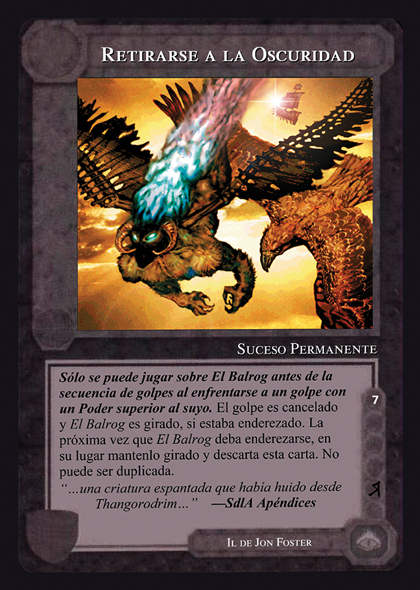 Retirarse a la Oscuridad
Suceso Permanente
Sólo se puede jugar sobre El Balrog antes de la
secuencia de golpes al enfrentarse a un golpe con
un Poder superior al suyo. El golpe es cancelado
y El Balrog es girado, si estaba enderezado. La
próxima vez que El Balrog deba enderezarse, en
su lugar mantenlo girado y descarta esta carta. No
puede ser duplicada.
“…una criatura espantada que había huido desde
Thangorodrim…” —SdlA Apéndices
7
Il de Jon Foster